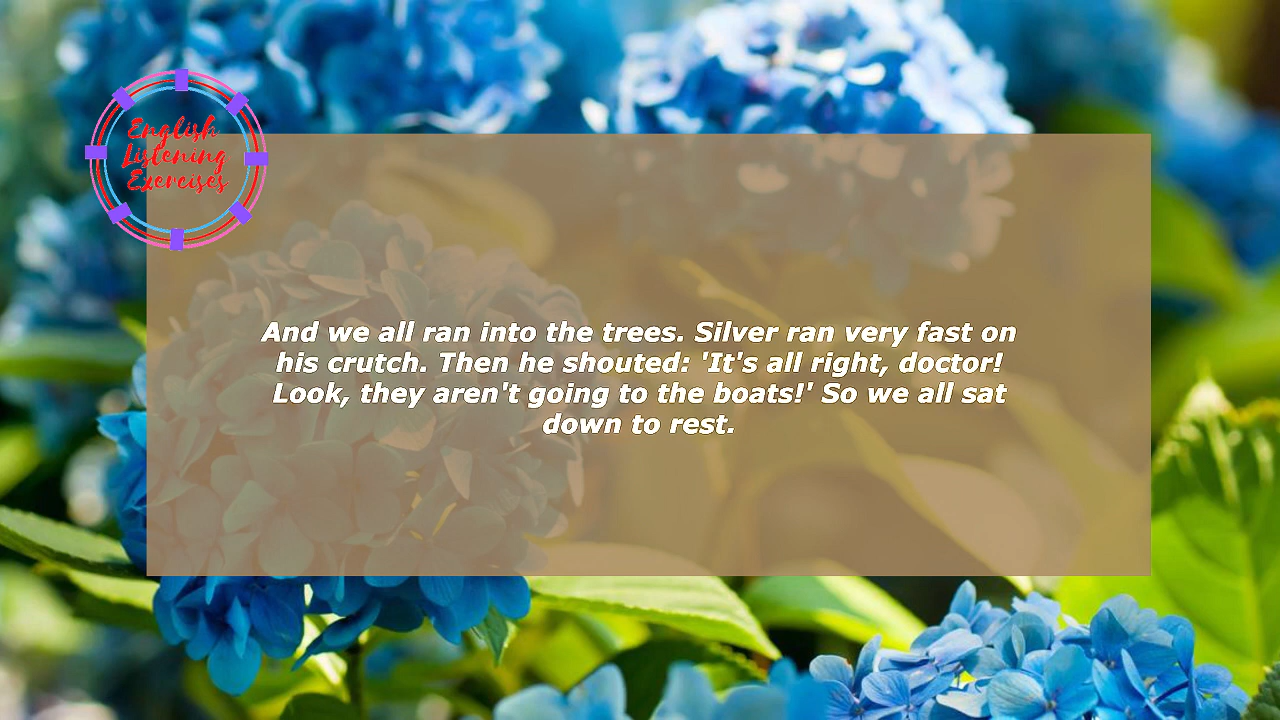 English
Listening
Exercises
And we all ran into the trees. Silver ran very fast on
his crutch. Then he shouted: 'It's all right, doctor!
Look, they aren't going to the boats!' So we all sat
down to rest.